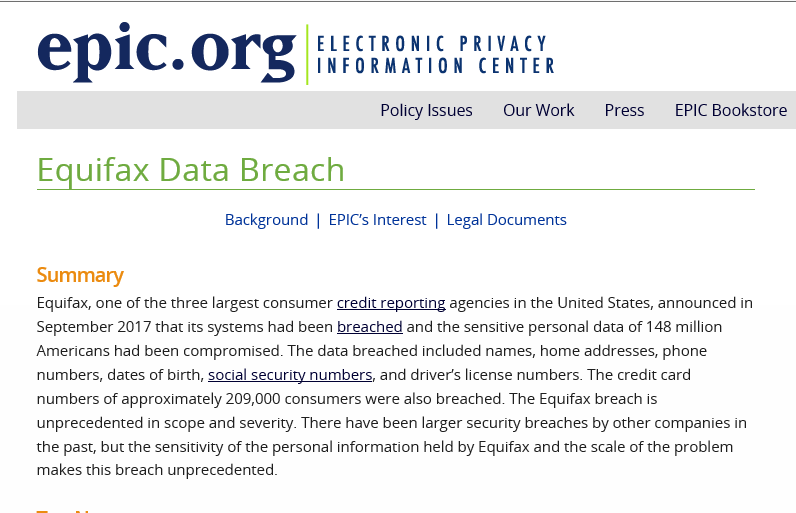 epic.org
ELECTRONIC PRIVACY
INFORMATION CENTER
Policy Issues Our Work Press EPIC Bookstore
Equifax Data Breach
Background | EPIC’s Interest | Legal Documents
Summary
Equifax, one of the three largest consumer credit reporting agencies in the United States, announced in
September 2017 that its systems had been breached and the sensitive personal data of 148 million
Americans had been compromised. The data breached included names, home addresses, phone
numbers, dates of birth, social security numbers, and driver’s license numbers. The credit card
numbers of approximately 209,000 consumers were also breached. The Equifax breach is
unprecedented in scope and severity. There have been larger security breaches by other companies in
the past, but the sensitivity of the personal information held by Equifax and the scale of the problem
makes this breach unprecedented.